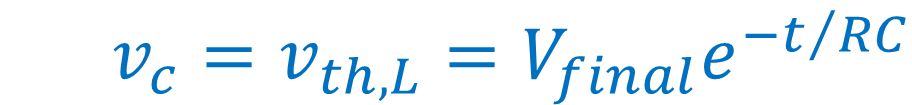 v_c = v_{th,L} = V_{final}e^{-t/RC}